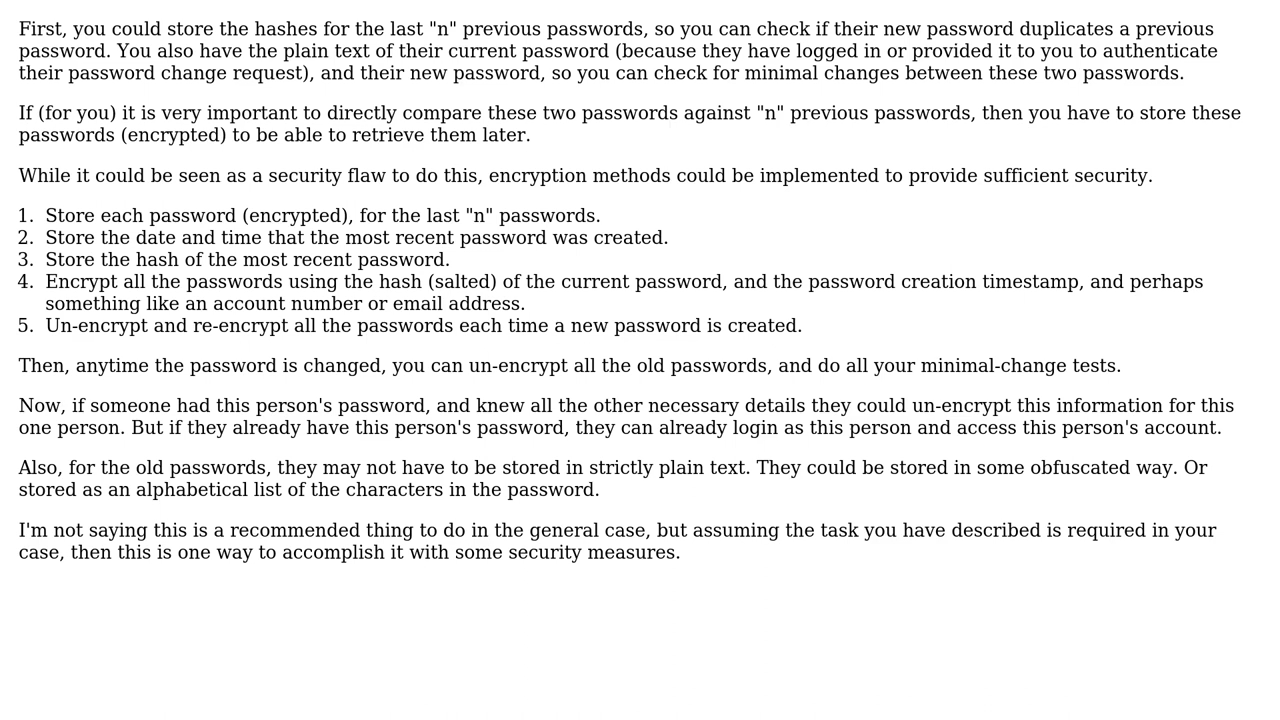 First, you could store the hashes for the last "n" previous passwords, so you can check if their new password duplicates a previous
password. You also have the plain text of their current password (because they have logged in or provided it to you to authenticate
their password change request), and their new password, so you can check for minimal changes between these two passwords.
If (for you) it is very important to directly compare these two passwords against "n" previous passwords, then you have to store these
passwords (encrypted) to be able to retrieve them later.
While it could be seen as a security flaw to do this, encryption methods could be implemented to provide sufficient security.
1. Store each password (encrypted), for the last "n" passwords.
2. Store the date and time that the most recent password was created.
3. Store the hash of the most recent password.
4. Encrypt all the passwords using the hash (salted) of the current password, and the password creation timestamp, and perhaps
something like an account number or email address.
5. Un-encrypt and re-encrypt all the passwords each time a new password is created.
Then, anytime the password is changed, you can un-encrypt all the old passwords, and do all your minimal-change tests.
Now, if someone had this person's password, and knew all the other necessary details they could un-encrypt this information for this
one person. But if they already have this person's password, they can already login as this person and access this person's account.
Also, for the old passwords, they may not have to be stored in strictly plain text. They could be stored in some obfuscated way. Or
stored as an alphabetical list of the characters in the password.
I'm not saying this is a recommended thing to do in the general case, but assuming the task you have described is required in your
case, then this is one way to accomplish it with some security measures.